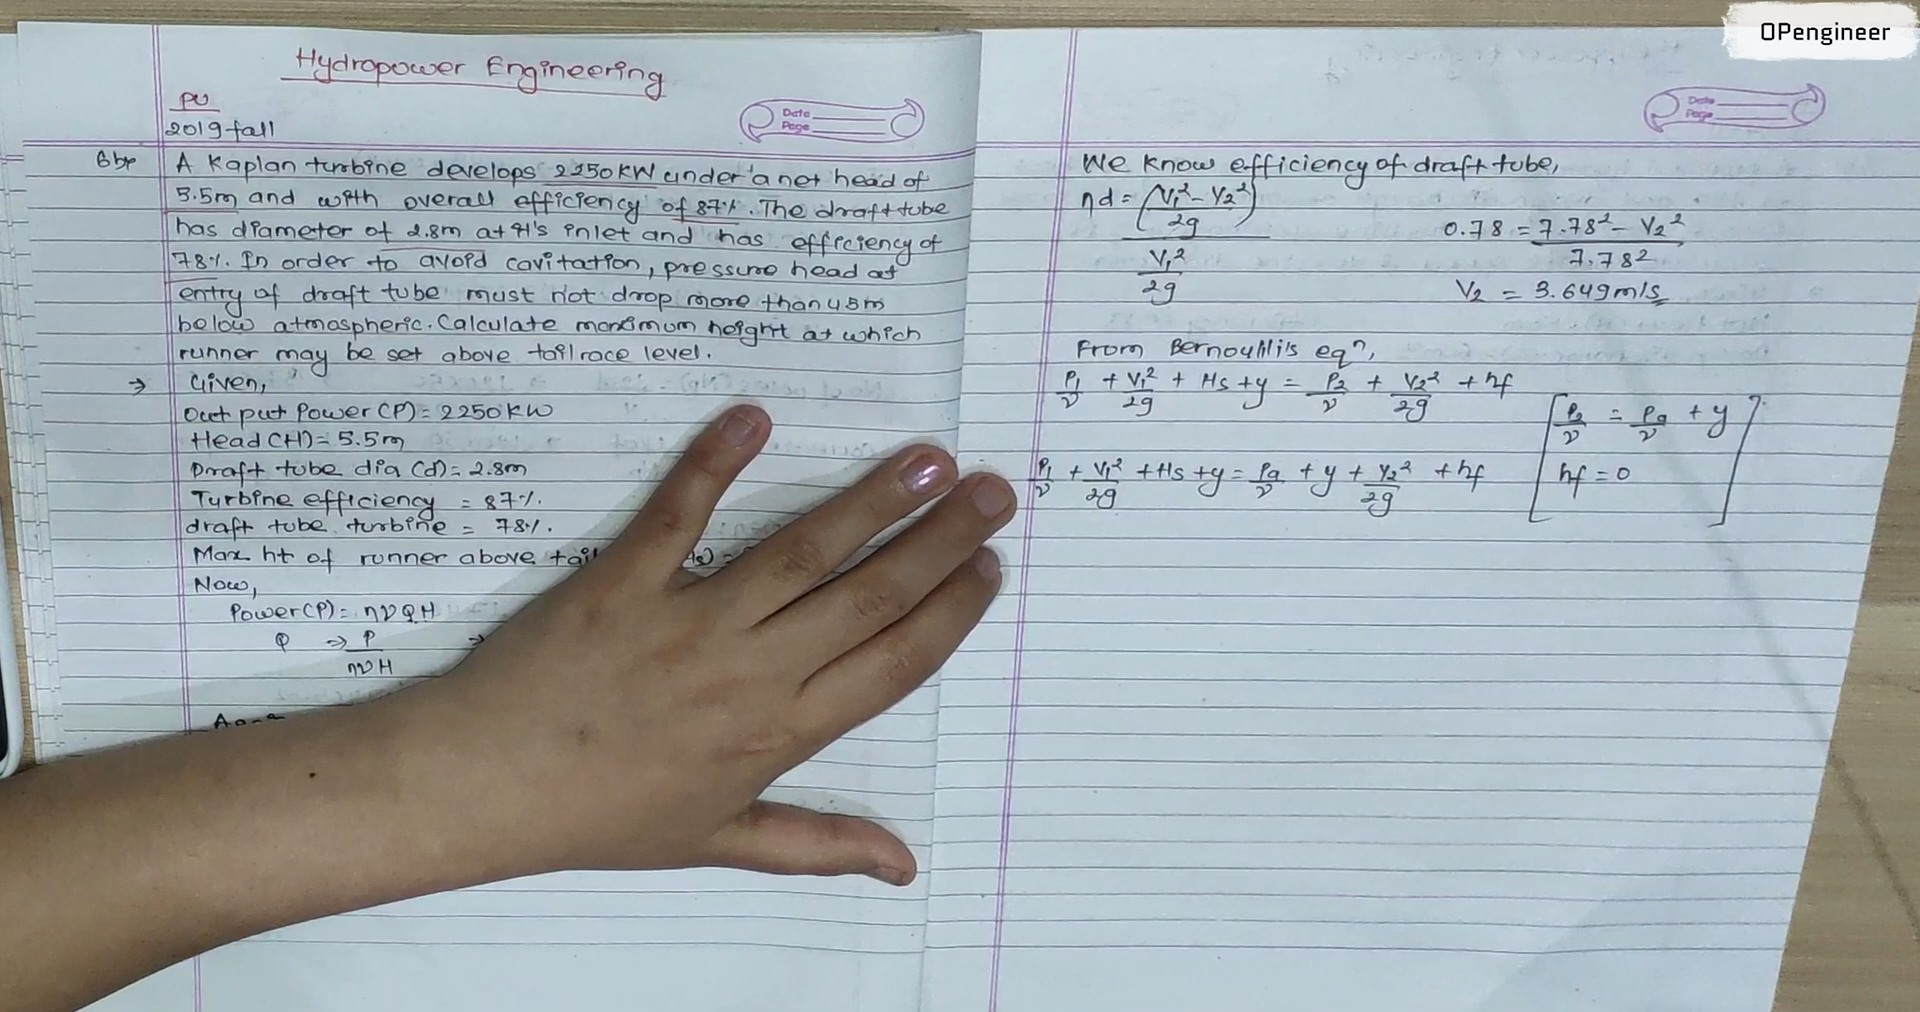 OPengineer
Hydropower Engineering
PU
2019 fall
Date
Page
6b) A Kaplan turbine develops 2250 KW under a net head of
5.5m and with overall efficiency of 87%. The draft tube
has diameter of 2.8m at it's inlet and has efficiency of
78%. In order to avoid cavitation, pressure head at
entry of draft tube must not drop more than 4.5m
below atmospheric. Calculate maximum height at which
runner may be set above tailrace level.
→ Given,
Out put Power (P) = 2250 KW
Head (H) = 5.5m
Draft tube dia (d) = 2.8m
Turbine efficiency = 87%.
draft tube turbine = 78%.
Max ht of runner above
Now,
Power (P) = ηγQH
Q ⇒ P/ηγH
Date
Page
We know efficiency of draft tube,
ηd = ((V₁² - V₂²)/2g) / (V₁²/2g)
0.78 = (7.78² - V₂²)/7.78²
V₂ = 3.649 m/s
From Bernoulli's eqⁿ,
P₁/γ + V₁²/2g + Hs + y = P₂/γ + V₂²/2g + hf
[P₂/γ = Pa/γ + y
hf = 0]
P₁/γ + V₁²/2g + Hs + y = Pa/γ + y + V₂²/2g + hf